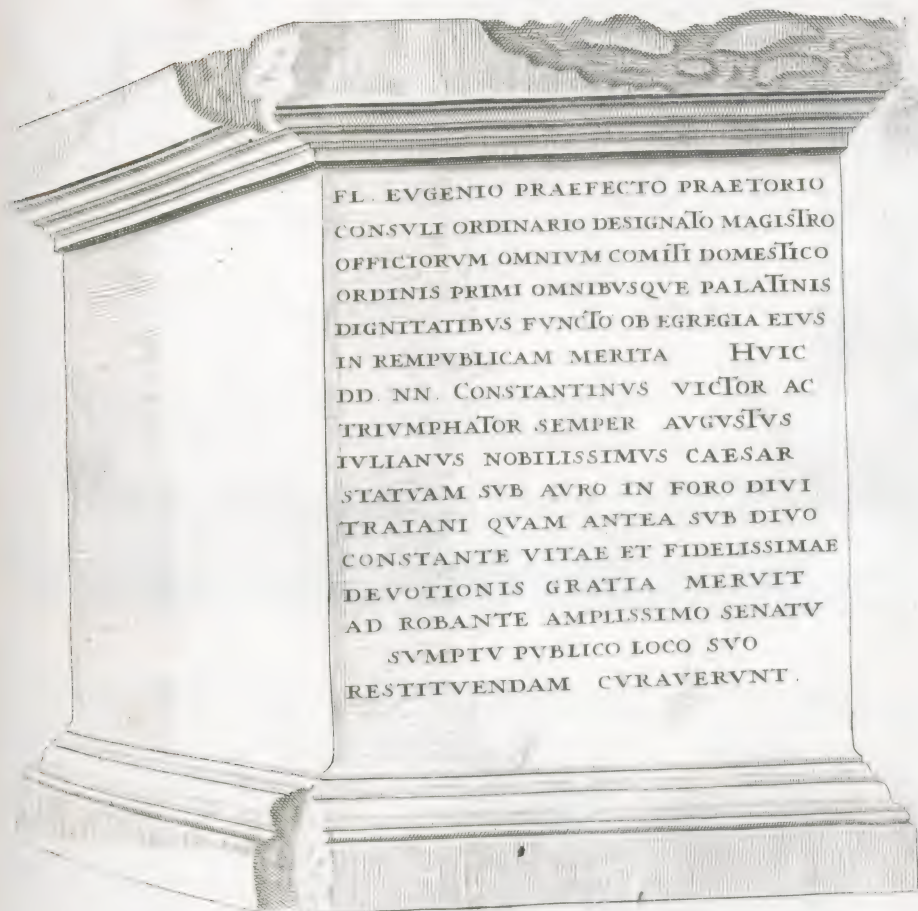 FL. EVGENIO PRAEFECTO PRAETORIO
CONSVLI ORDINARIO DESIGNATO MAGISTRO
OFFICIORVM OMNIVM COMITI DOMESTICO
ORDINIS PRIMI OMNIBVSQVE PALATINIS
DIGNITATIBVS FVNCTO OB EGREGIA EIVS
IN REMPVBLICAM MERITA HVIC
DD. NN. CONSTANTINVS VICTOR AC
TRIVMPHATOR SEMPER AVGVSTVS
IVLIANVS NOBILISSIMVS CAESAR
STATVAM SVB AVRO IN FORO DIVI
TRAIANI QVAM ANTEA SVB DIVO
CONSTANTE VITAE ET FIDELISSIMAE
DEVOTIONIS GRATIA MERVIT
AD ROBANTE AMPLISSIMO SENATV
SVMPTV PVBLICO LOCO SVO
RESTITVENDAM CVRAVERVNT.